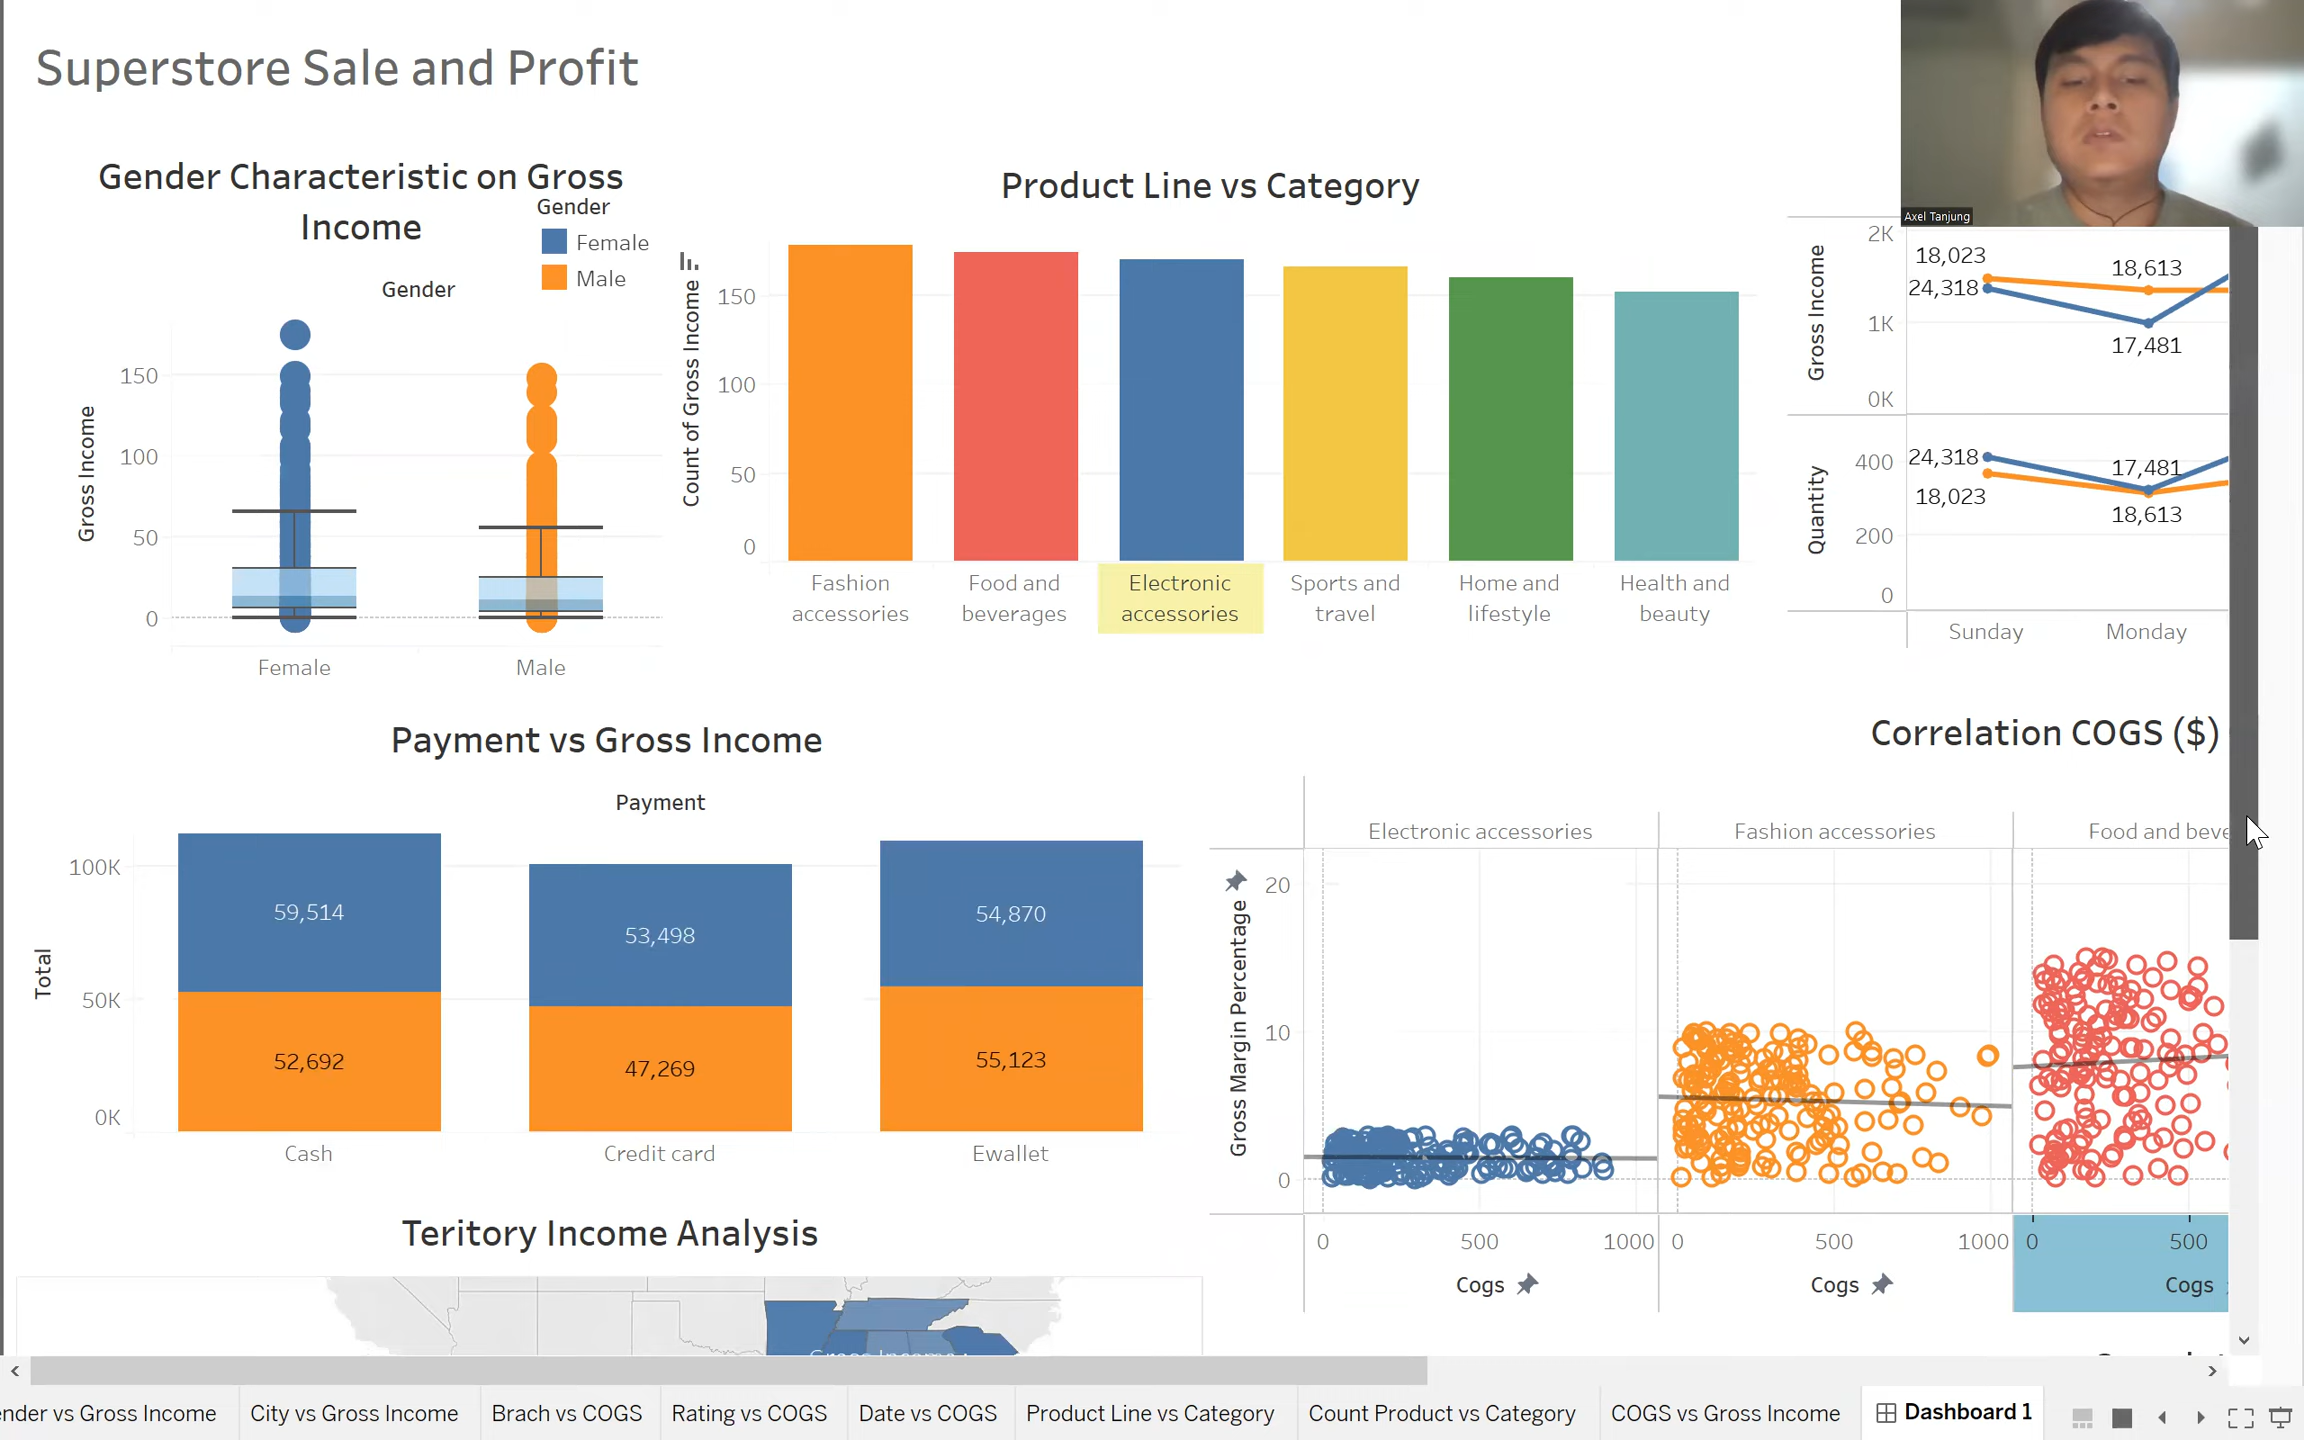 Superstore Sale and Profit
Axel Tanjung
Gender Characteristic on Gross
Income
Gender
Female
Male
Gender
Gross Income
150
100
50
0
Female
Male
Product Line vs Category
Count of Gross Income
150
100
50
0
Fashion
accessories
Food and
beverages
Electronic
accessories
Sports and
travel
Home and
lifestyle
Health and
beauty
Gross Income
2K
1K
0K
18,023
24,318
18,613
17,481
Quantity
400
200
0
24,318
18,023
17,481
18,613
Sunday
Monday
Payment vs Gross Income
Payment
Total
100K
50K
0K
59,514
52,692
53,498
47,269
54,870
55,123
Cash
Credit card
Ewallet
Correlation COGS ($)
Electronic accessories
Fashion accessories
Food and beve
Gross Margin Percentage
20
10
0
0 500 1000
0 500 1000
0 500
Cogs
Cogs
Cogs
Teritory Income Analysis
ender vs Gross Income
City vs Gross Income
Brach vs COGS
Rating vs COGS
Date vs COGS
Product Line vs Category
Count Product vs Category
COGS vs Gross Income
Dashboard 1